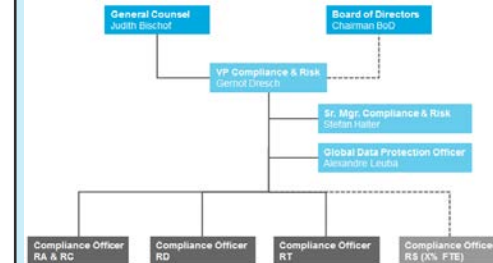 General Counsel
Judith Bischof
Board of Directors
Chairman BoD
VP Compliance & Risk
Gernot Dresch
Sr. Mgr. Compliance & Risk
Stefan Halter
Global Data Protection Officer
Alexandre Leuba
Compliance Officer
RA & RC
Compliance Officer
RD
Compliance Officer
RT
Compliance Office
RS (X% FTE)